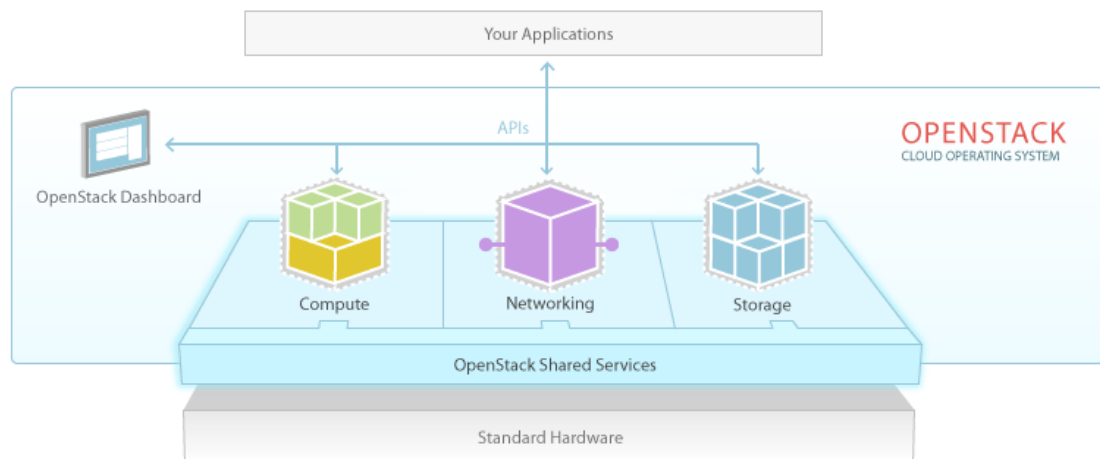 Your Applications
APIs
OPENSTACK
CLOUD OPERATING SYSTEM
OpenStack Dashboard
Compute
Networking
Storage
OpenStack Shared Services
Standard Hardware